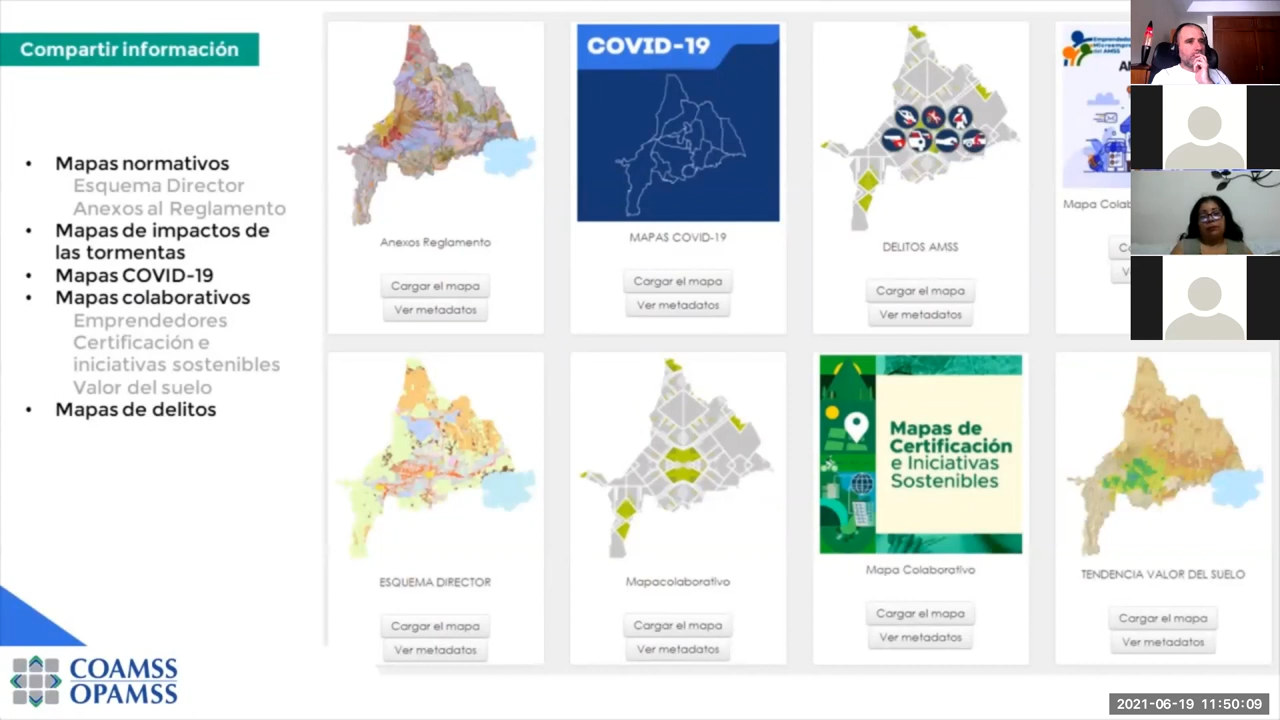 Compartir información
• Mapas normativos
Esquema Director
Anexos al Reglamento
• Mapas de impactos de
las tormentas
• Mapas COVID-19
• Mapas colaborativos
Emprendedores
Certificación e
iniciativas sostenibles
Valor del suelo
• Mapas de delitos
COAMSS
OPAMSS
Anexos Reglamento
Cargar el mapa
Ver metadatos
COVID-19
MAPAS COVID-19
Cargar el mapa
Ver metadatos
DELITOS AMSS
Cargar el mapa
Ver metadatos
del AMSS
Mapa Colab
ESQUEMA DIRECTOR
Cargar el mapa
Ver metadatos
Mapacolaborativo
Cargar el mapa
Ver metadatos
Mapas de
Certificación
e Iniciativas
Sostenibles
Mapa Colaborativo
Cargar el mapa
Ver metadatos
TENDENCIA VALOR DEL SUELO
Cargar el mapa
Ver metadatos
2021-06-19 11:50:09